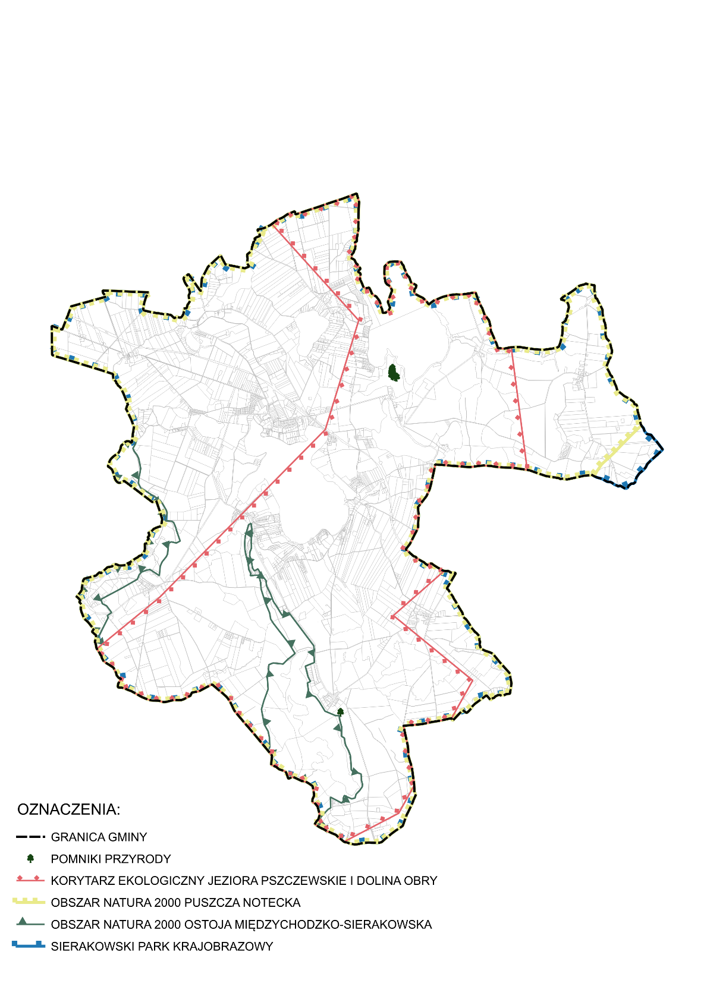 OZNACZENIA:
GRANICA GMINY
POMNIKI PRZYRODY
KORYTARZ EKOLOGICZNY JEZIORA PSZCZEWSKIE I DOLINA OBRY
OBSZAR NATURA 2000 PUSZCZA NOTECKA
OBSZAR NATURA 2000 OSTOJA MIĘDZYCHODZKO-SIERAKOWSKA
SIERAKOWSKI PARK KRAJOBRAZOWY